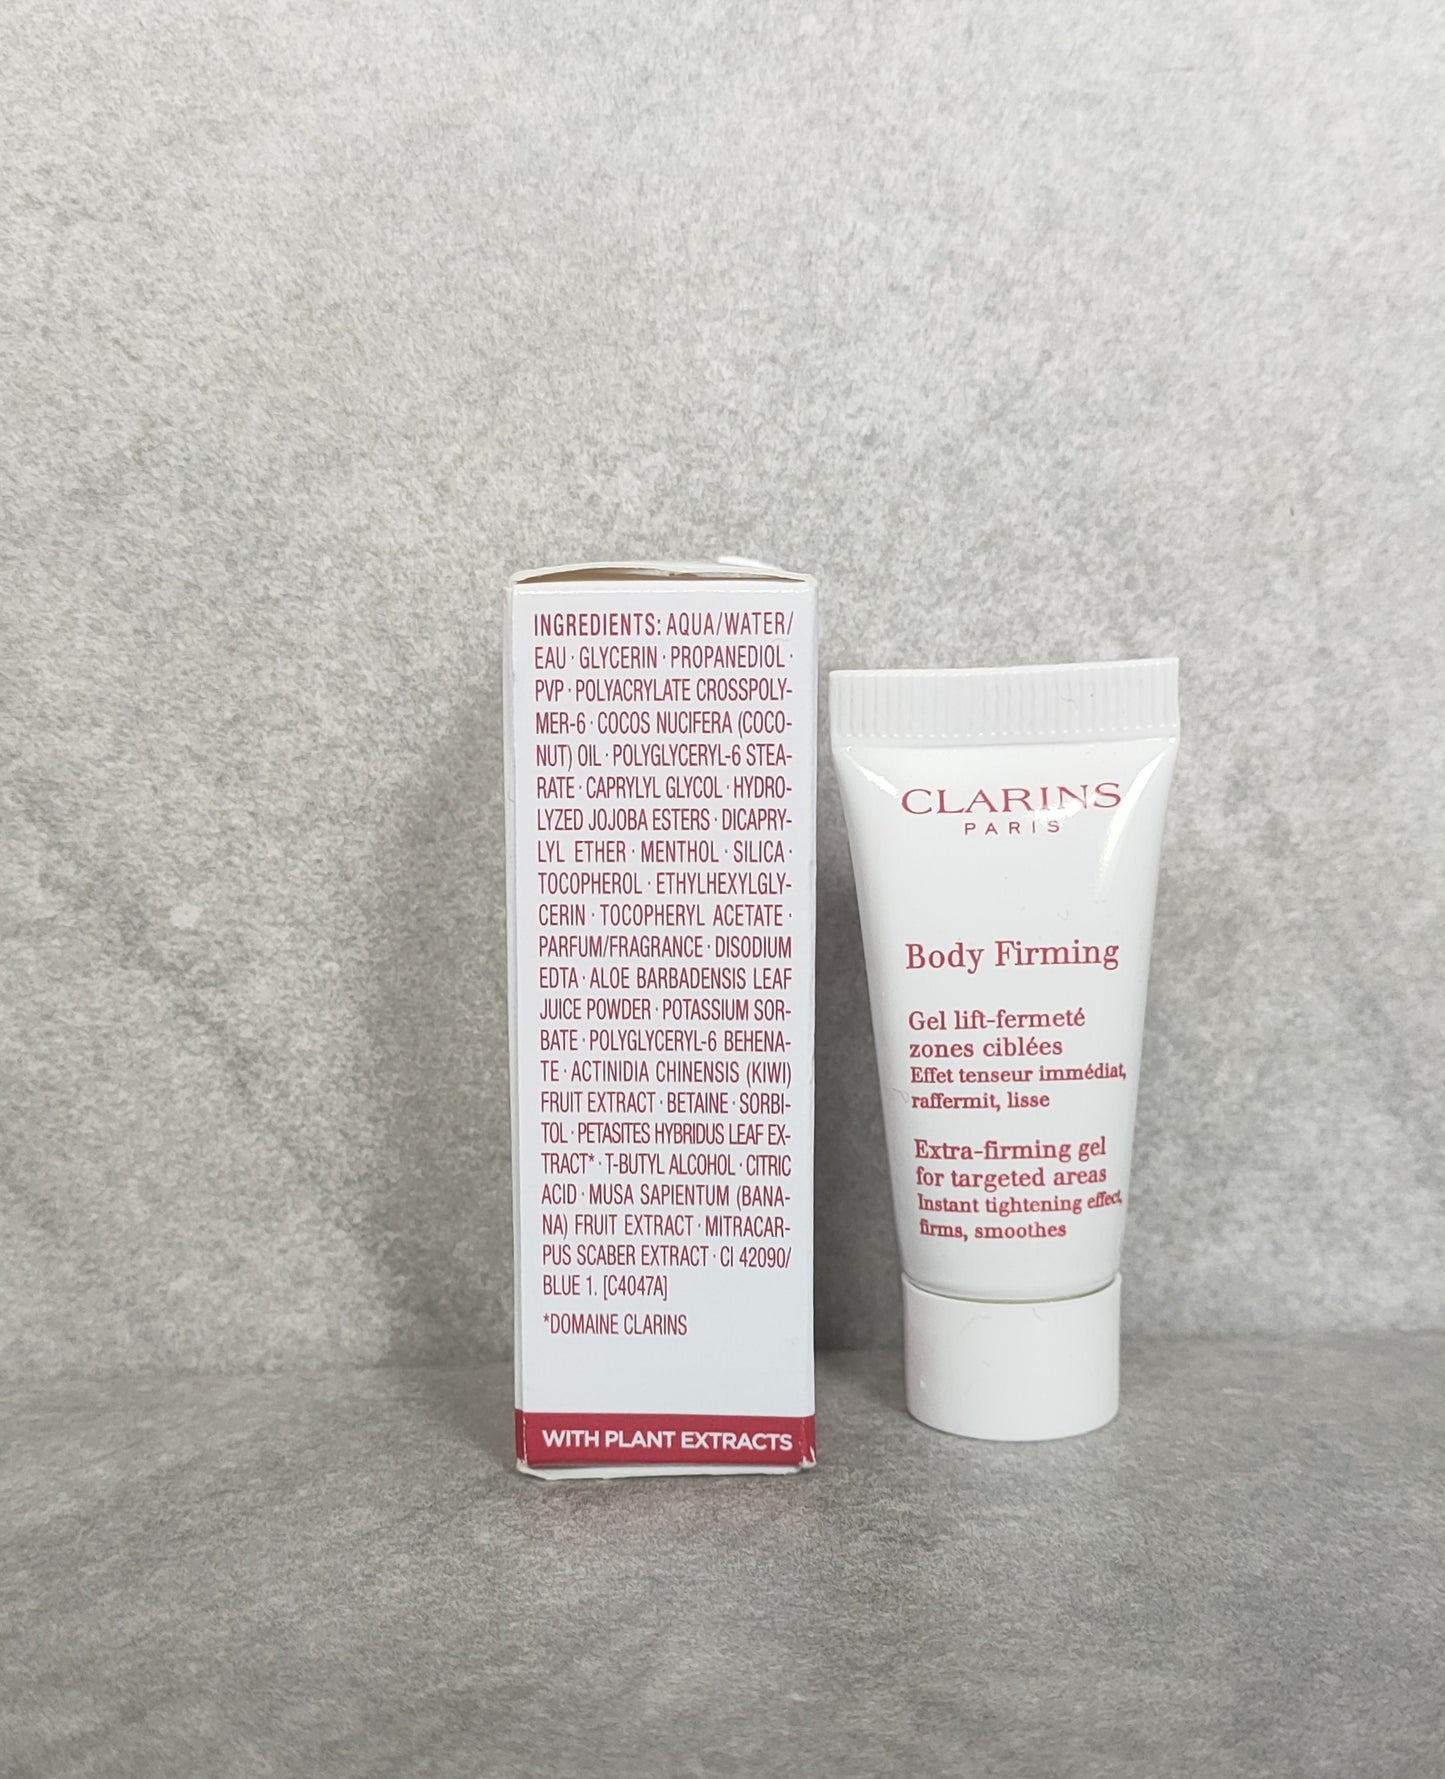 INGREDIENTS: AQUA/WATER/
EAU · GLYCERIN · PROPANEDIOL ·
PVP · POLYACRYLATE CROSSPOLY-
MER-6 · COCOS NUCIFERA (COCO-
NUT) OIL · POLYGLYCERYL-6 STEA-
RATE · CAPRYLYL GLYCOL · HYDRO-
LYZED JOJOBA ESTERS · DICAPRY-
LYL ETHER · MENTHOL · SILICA ·
TOCOPHEROL · ETHYLHEXYLGLY-
CERIN · TOCOPHERYL ACETATE ·
PARFUM/FRAGRANCE · DISODIUM
EDTA · ALOE BARBADENSIS LEAF
JUICE POWDER · POTASSIUM SOR-
BATE · POLYGLYCERYL-6 BEHENA-
TE · ACTINIDIA CHINENSIS (KIWI)
FRUIT EXTRACT · BETAINE · SORBI-
TOL · PETASITES HYBRIDUS LEAF EX-
TRACT* · T-BUTYL ALCOHOL · CITRIC
ACID · MUSA SAPIENTUM (BANA-
NA) FRUIT EXTRACT · MITRACAR-
PUS SCABER EXTRACT · CI 42090/
BLUE 1. [C4047A]
*DOMAINE CLARINS
WITH PLANT EXTRACTS
CLARINS
PARIS
Body Firming
Gel lift-fermeté
zones ciblées
Effet tenseur immédiat,
raffermit, lisse
Extra-firming gel
for targeted areas
Instant tightening effect,
firms, smoothes